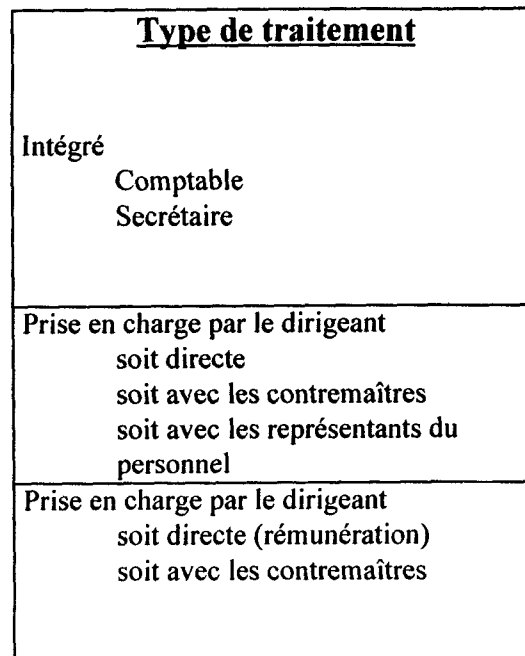 Type de traitement
Intégré
Comptable
Secrétaire
Prise en charge par le dirigeant
soit directe
soit avec les contremaîtres
soit avec les représentants du
personnel
Prise en charge par le dirigeant
soit directe (rémunération)
soit avec les contremaîtres